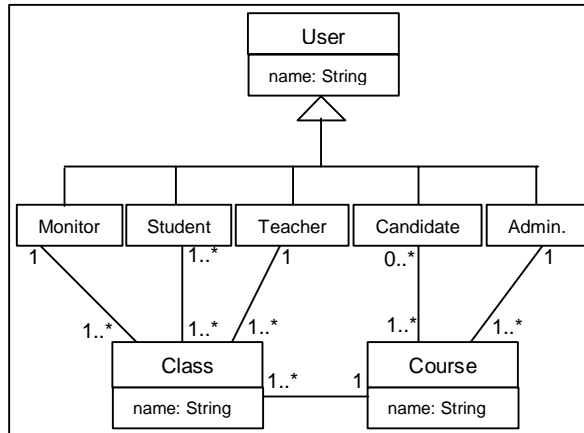 User
name: String
Monitor Student Teacher Candidate Admin.
1 1..* 1 0..* 1
1..* 1..* 1..* 1..* 1..*
Class Course
1..* 1
name: String name: String